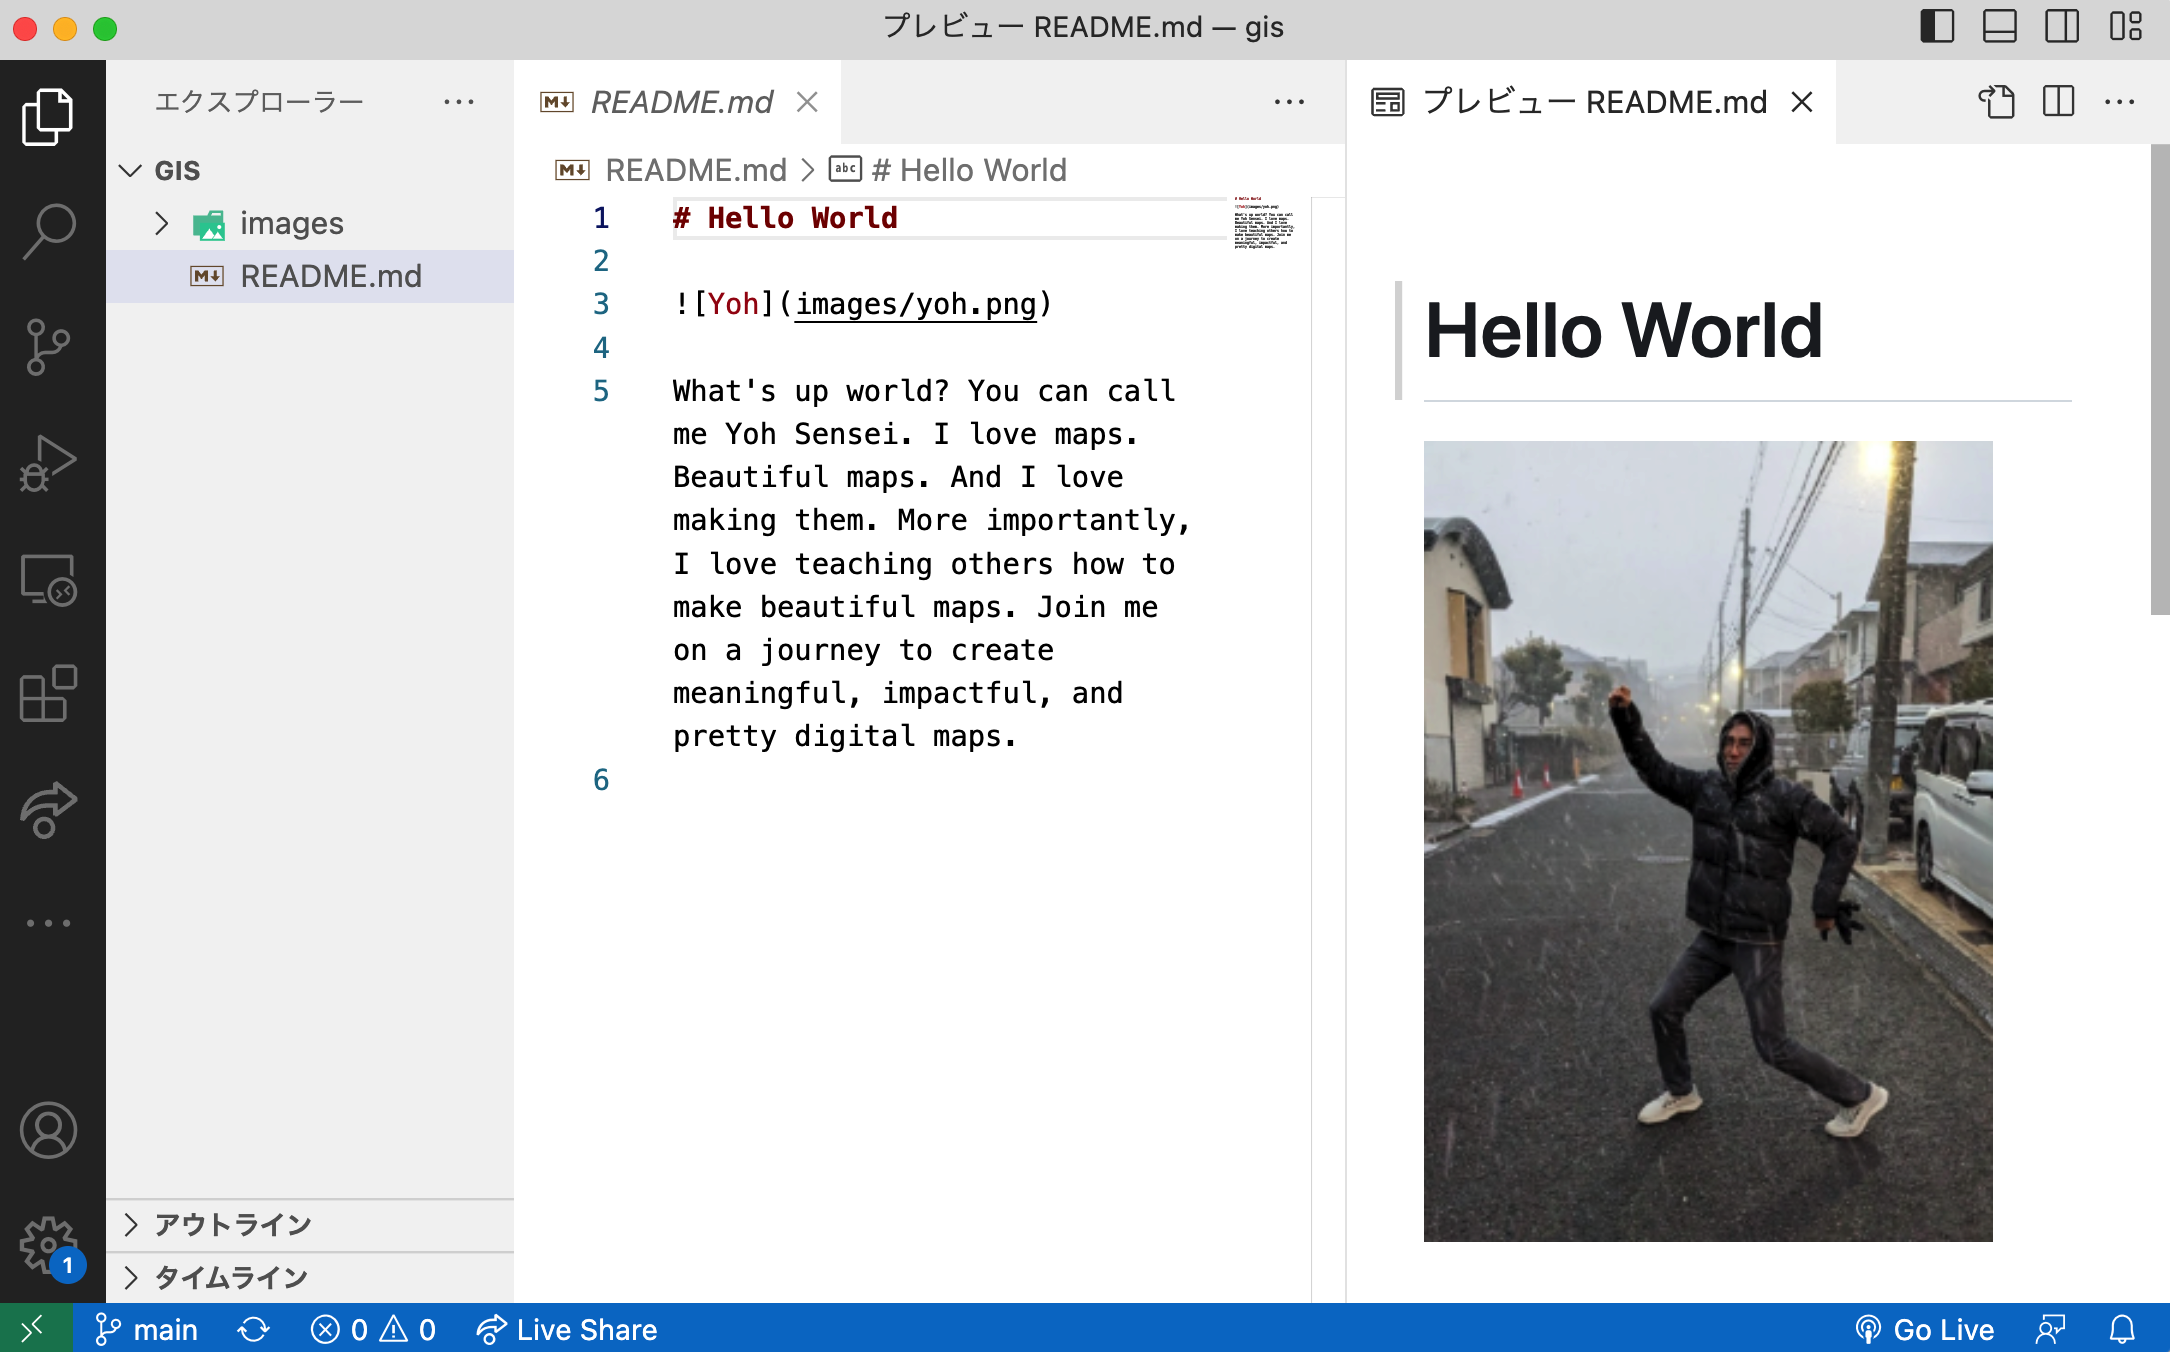 プレビュー README.md — gis
エクスプローラー
GIS
images
README.md
README.md
README.md > # Hello World
1 # Hello World
2
3 ![Yoh](images/yoh.png)
4
5 What's up world? You can call
me Yoh Sensei. I love maps.
Beautiful maps. And I love
making them. More importantly,
I love teaching others how to
make beautiful maps. Join me
on a journey to create
meaningful, impactful, and
pretty digital maps.
6
プレビュー README.md
Hello World
アウトライン
タイムライン
1
main
0
0
Live Share
Go Live